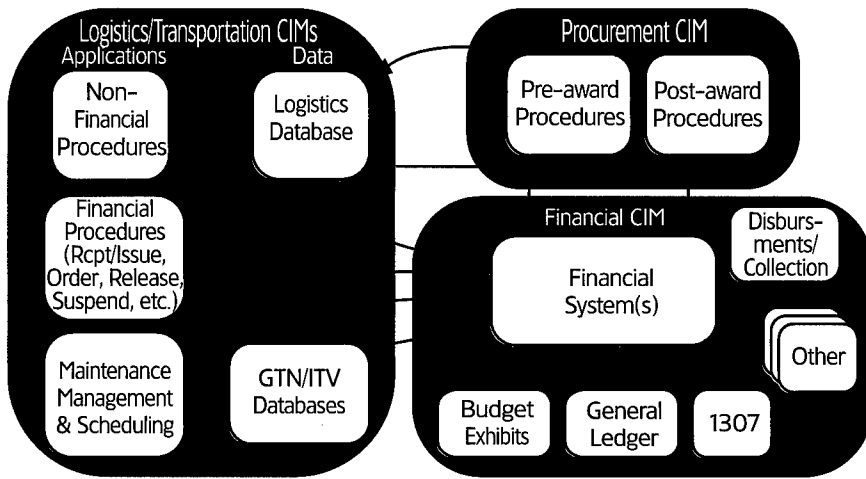 Logistics/Transportation CIMs
Applications
Data
Non-
Financial
Procedures
Logistics
Database
Financial
Procedures
(Rcpt/Issue,
Order, Release,
Suspend, etc.)
Maintenance
Management
& Scheduling
GTN/ITV
Databases
Procurement CIM
Pre-award
Procedures
Post-award
Procedures
Financial CIM
Financial
System(s)
Disburs-
ments/
Collection
Other
Budget
Exhibits
General
Ledger
1307